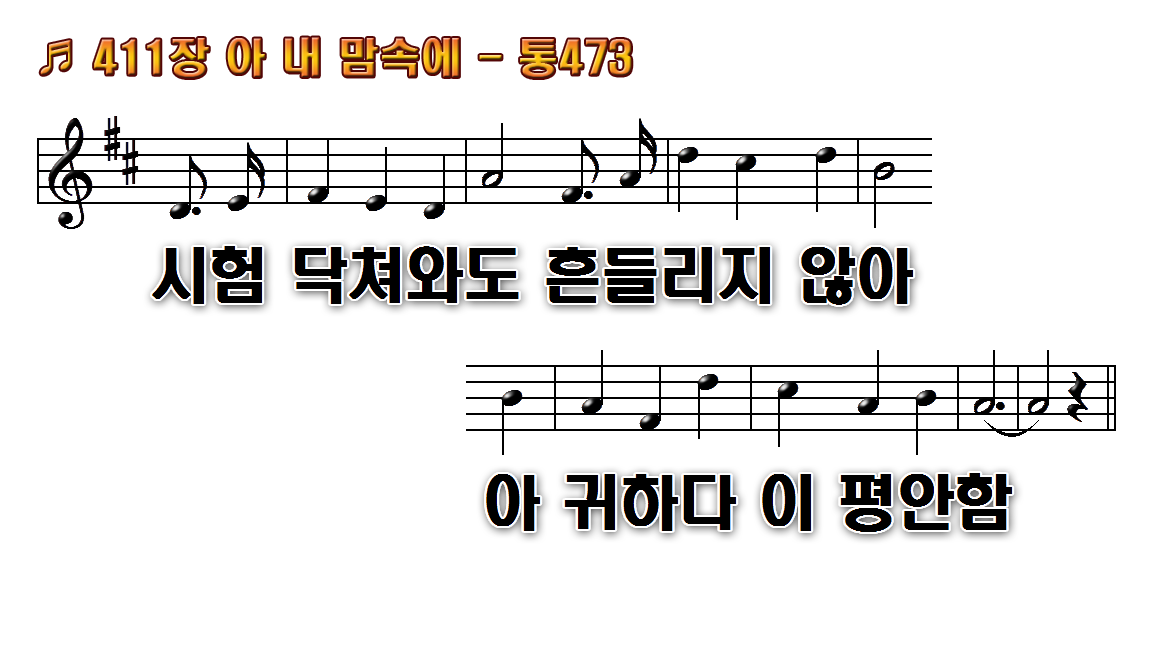 ♬ 411장 아 내 맘속에 - 통473
시험 닥쳐와도 흔들리지 않아
아 귀하다 이 평안함